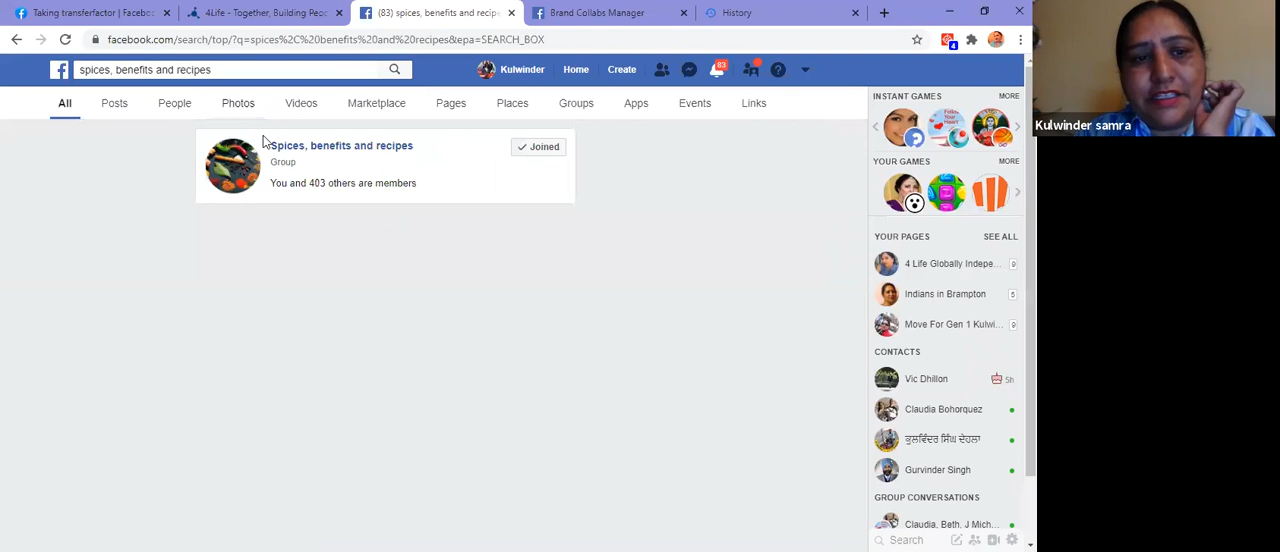 Taking transferfactor | Faceboo
4Life - Together, Building Peop
(83) spices, benefits and recipe
Brand Collabs Manager
History
facebook.com/search/top/?q=spices%2C%20benefits%20and%20recipes&epa=SEARCH_BOX
4
spices, benefits and recipes
Kulwinder
Home
Create
83
All
Posts
People
Photos
Videos
Marketplace
Pages
Places
Groups
Apps
Events
Links
Spices, benefits and recipes
Group
You and 403 others are members
Joined
INSTANT GAMES
MORE
YOUR GAMES
MORE
YOUR PAGES
SEE ALL
4 Life Globally Indepe...
9
Indians in Brampton
5
Move For Gen 1 Kulwi...
9
CONTACTS
Vic Dhillon
5h
Claudia Bohorquez
ਕੁਲਵਿੰਦਰ ਸਿੰਘ ਦੇਹਲਾ
Gurvinder Singh
GROUP CONVERSATIONS
Claudia, Beth, J Mich...
Search
Kulwinder samra